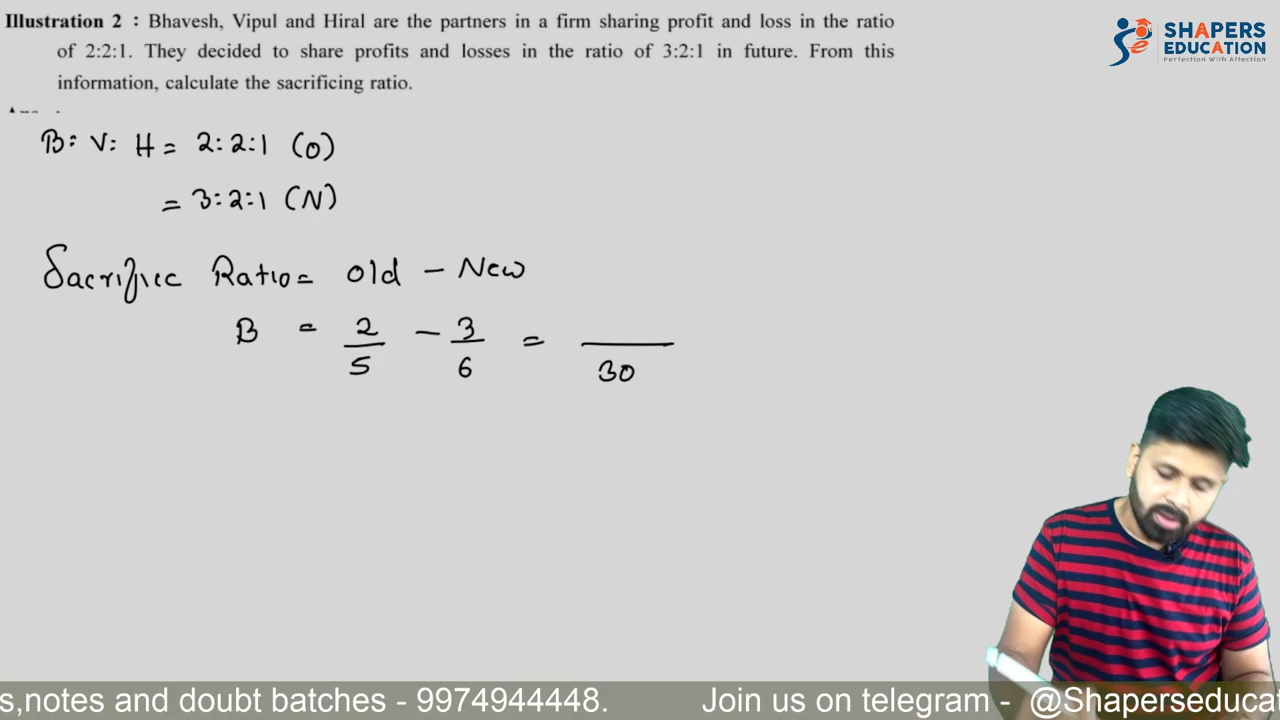 Illustration 2 : Bhavesh, Vipul and Hiral are the partners in a firm sharing profit and loss in the ratio
of 2:2:1. They decided to share profits and losses in the ratio of 3:2:1 in future. From this
information, calculate the sacrificing ratio.
SHAPERS
EDUCATION
Perfection With Affection
B: V: H = 2:2:1 (O)
= 3:2:1 (N)
Sacrifice Ratio = Old - New
B = 2/5 - 3/6 = /30
s,notes and doubt batches - 9974944448. Join us on telegram - @Shaperseduca